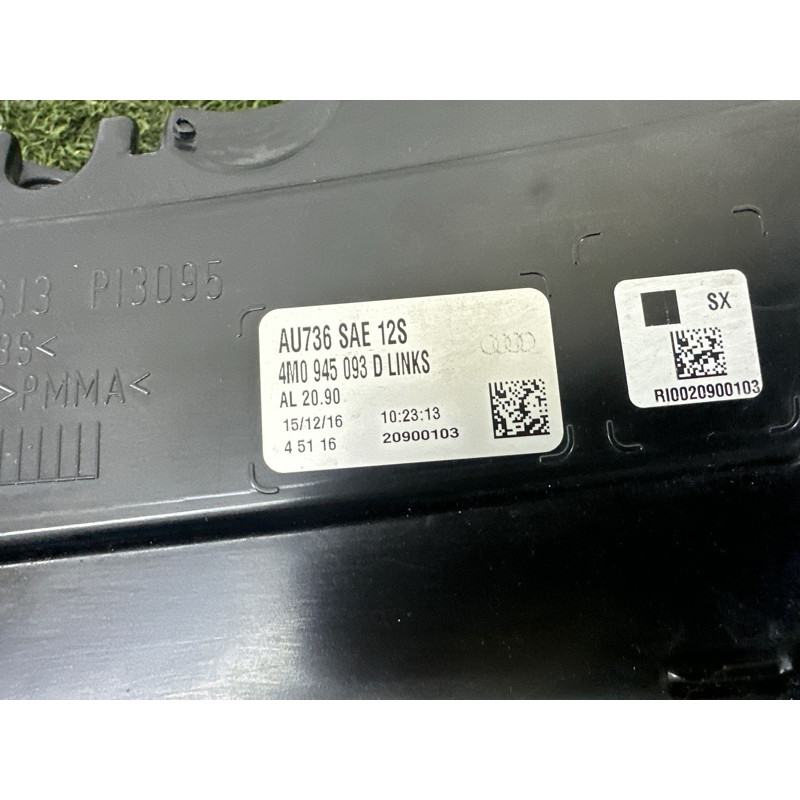 PI3095
>PMMA<
AU736 SAE 12S
4M0 945 093 D LINKS
AL 20.90
15/12/16 10:23:13
4 51 16 20900103
SX
RI0020900103